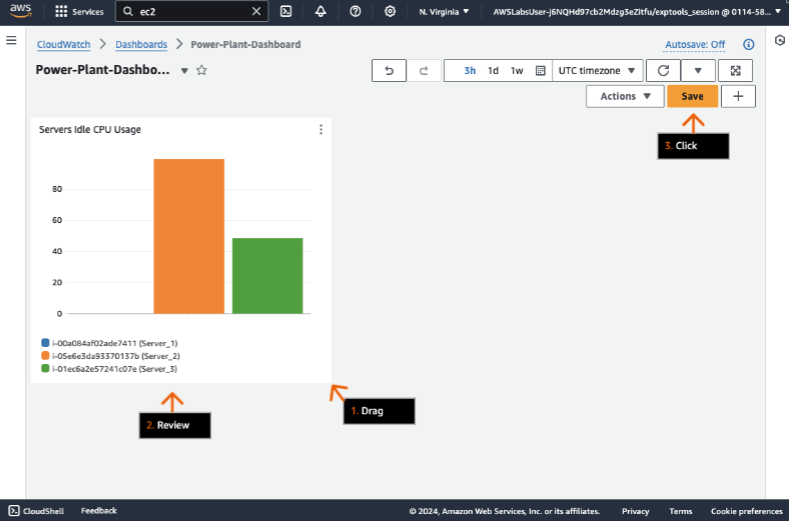 aws Services ec2 N. Virginia AWSLabsUser-j6NQHd97cb2Mdzg3eZitfu/exptools_session @ 0114-58...
CloudWatch Dashboards Power-Plant-Dashboard Autosave: Off
Power-Plant-Dashbo... 3h 1d 1w UTC timezone
Actions Save
Servers Idle CPU Usage
3. Click
80
60
40
20
0
i-00a084af02ade7411 (Server_1)
i-05e6e3da93370137b (Server_2)
i-01ec6a2e57241c07e (Server_3)
1. Drag
2. Review
CloudShell Feedback © 2024, Amazon Web Services, Inc. or its affiliates. Privacy Terms Cookie preferences